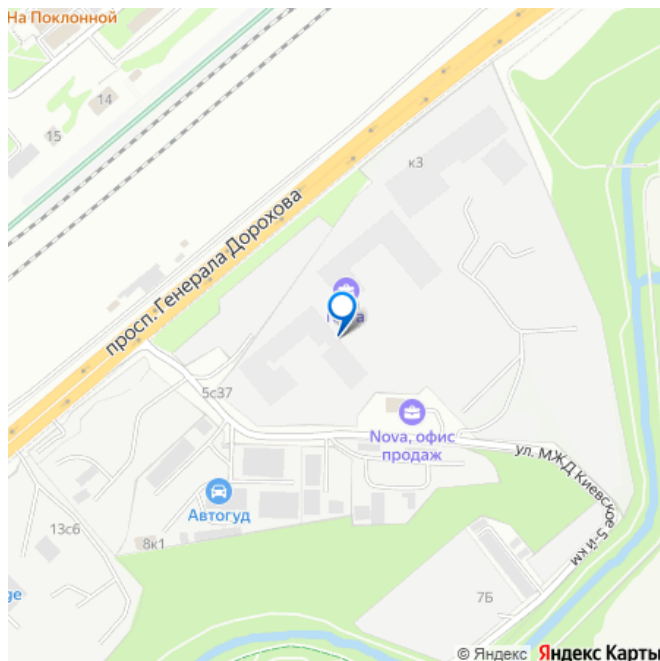 На Поклонной
14
15
к3
просп. Генерала Дорохова
5с37
Nova, офис
продаж
ул. МЖД Киевское 5-й км
Автогуд
13с6
8к1
7Б
© Яндекс Яндекс Карты